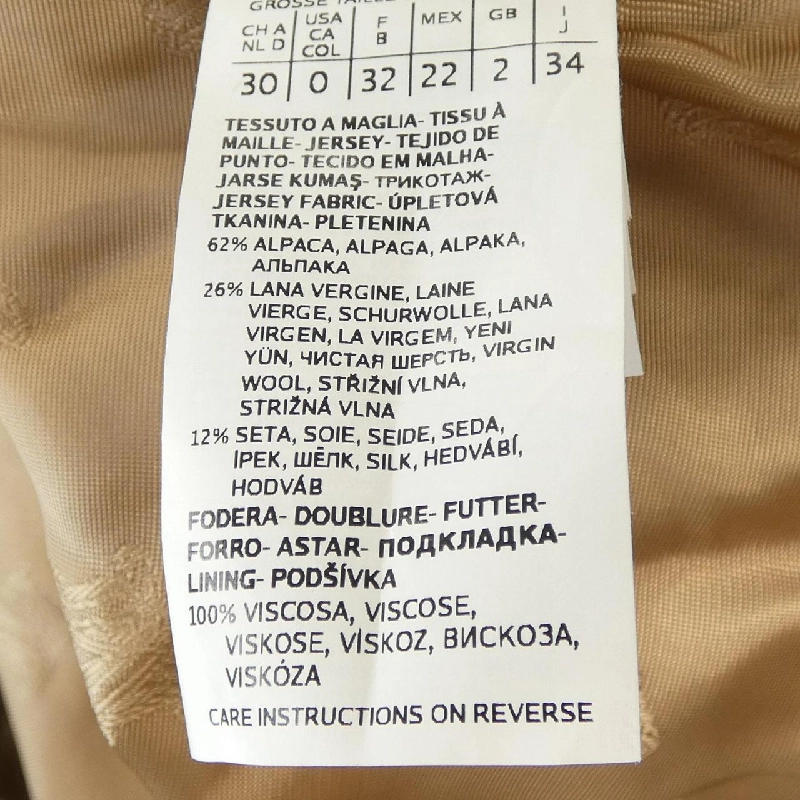 GROSSE TAILLE
CH A NL D | USA CA COL | F B | MEX | GB | I J
30 | 0 | 32 | 22 | 2 | 34
TESSUTO A MAGLIA- TISSU À
MAILLE- JERSEY- TEJIDO DE
PUNTO- TECIDO EM MALHA-
JARSE KUMAŞ- ТРИКОТАЖ-
JERSEY FABRIC- ÚPLETOVÁ
TKANINA- PLETENINA
62% ALPACA, ALPAGA, ALPAKA,
АЛЬПАКА
26% LANA VERGINE, LAINE
VIERGE, SCHURWOLLE, LANA
VIRGEN, LA VIRGEM, YENI
YÜN, ЧИСТАЯ ШЕРСТЬ, VIRGIN
WOOL, STŘIŽNÍ VLNA,
STRIŽNÁ VLNA
12% SETA, SOIE, SEIDE, SEDA,
İPEK, ШЁЛК, SILK, HEDVÁBÍ,
HODVÁB
FODERA- DOUBLURE- FUTTER-
FORRO- ASTAR- ПОДКЛАДКА-
LINING- PODŠÍVKA
100% VISCOSA, VISCOSE,
VISKOSE, VİSKOZ, ВИСКОЗА,
VISKÓZA
CARE INSTRUCTIONS ON REVERSE